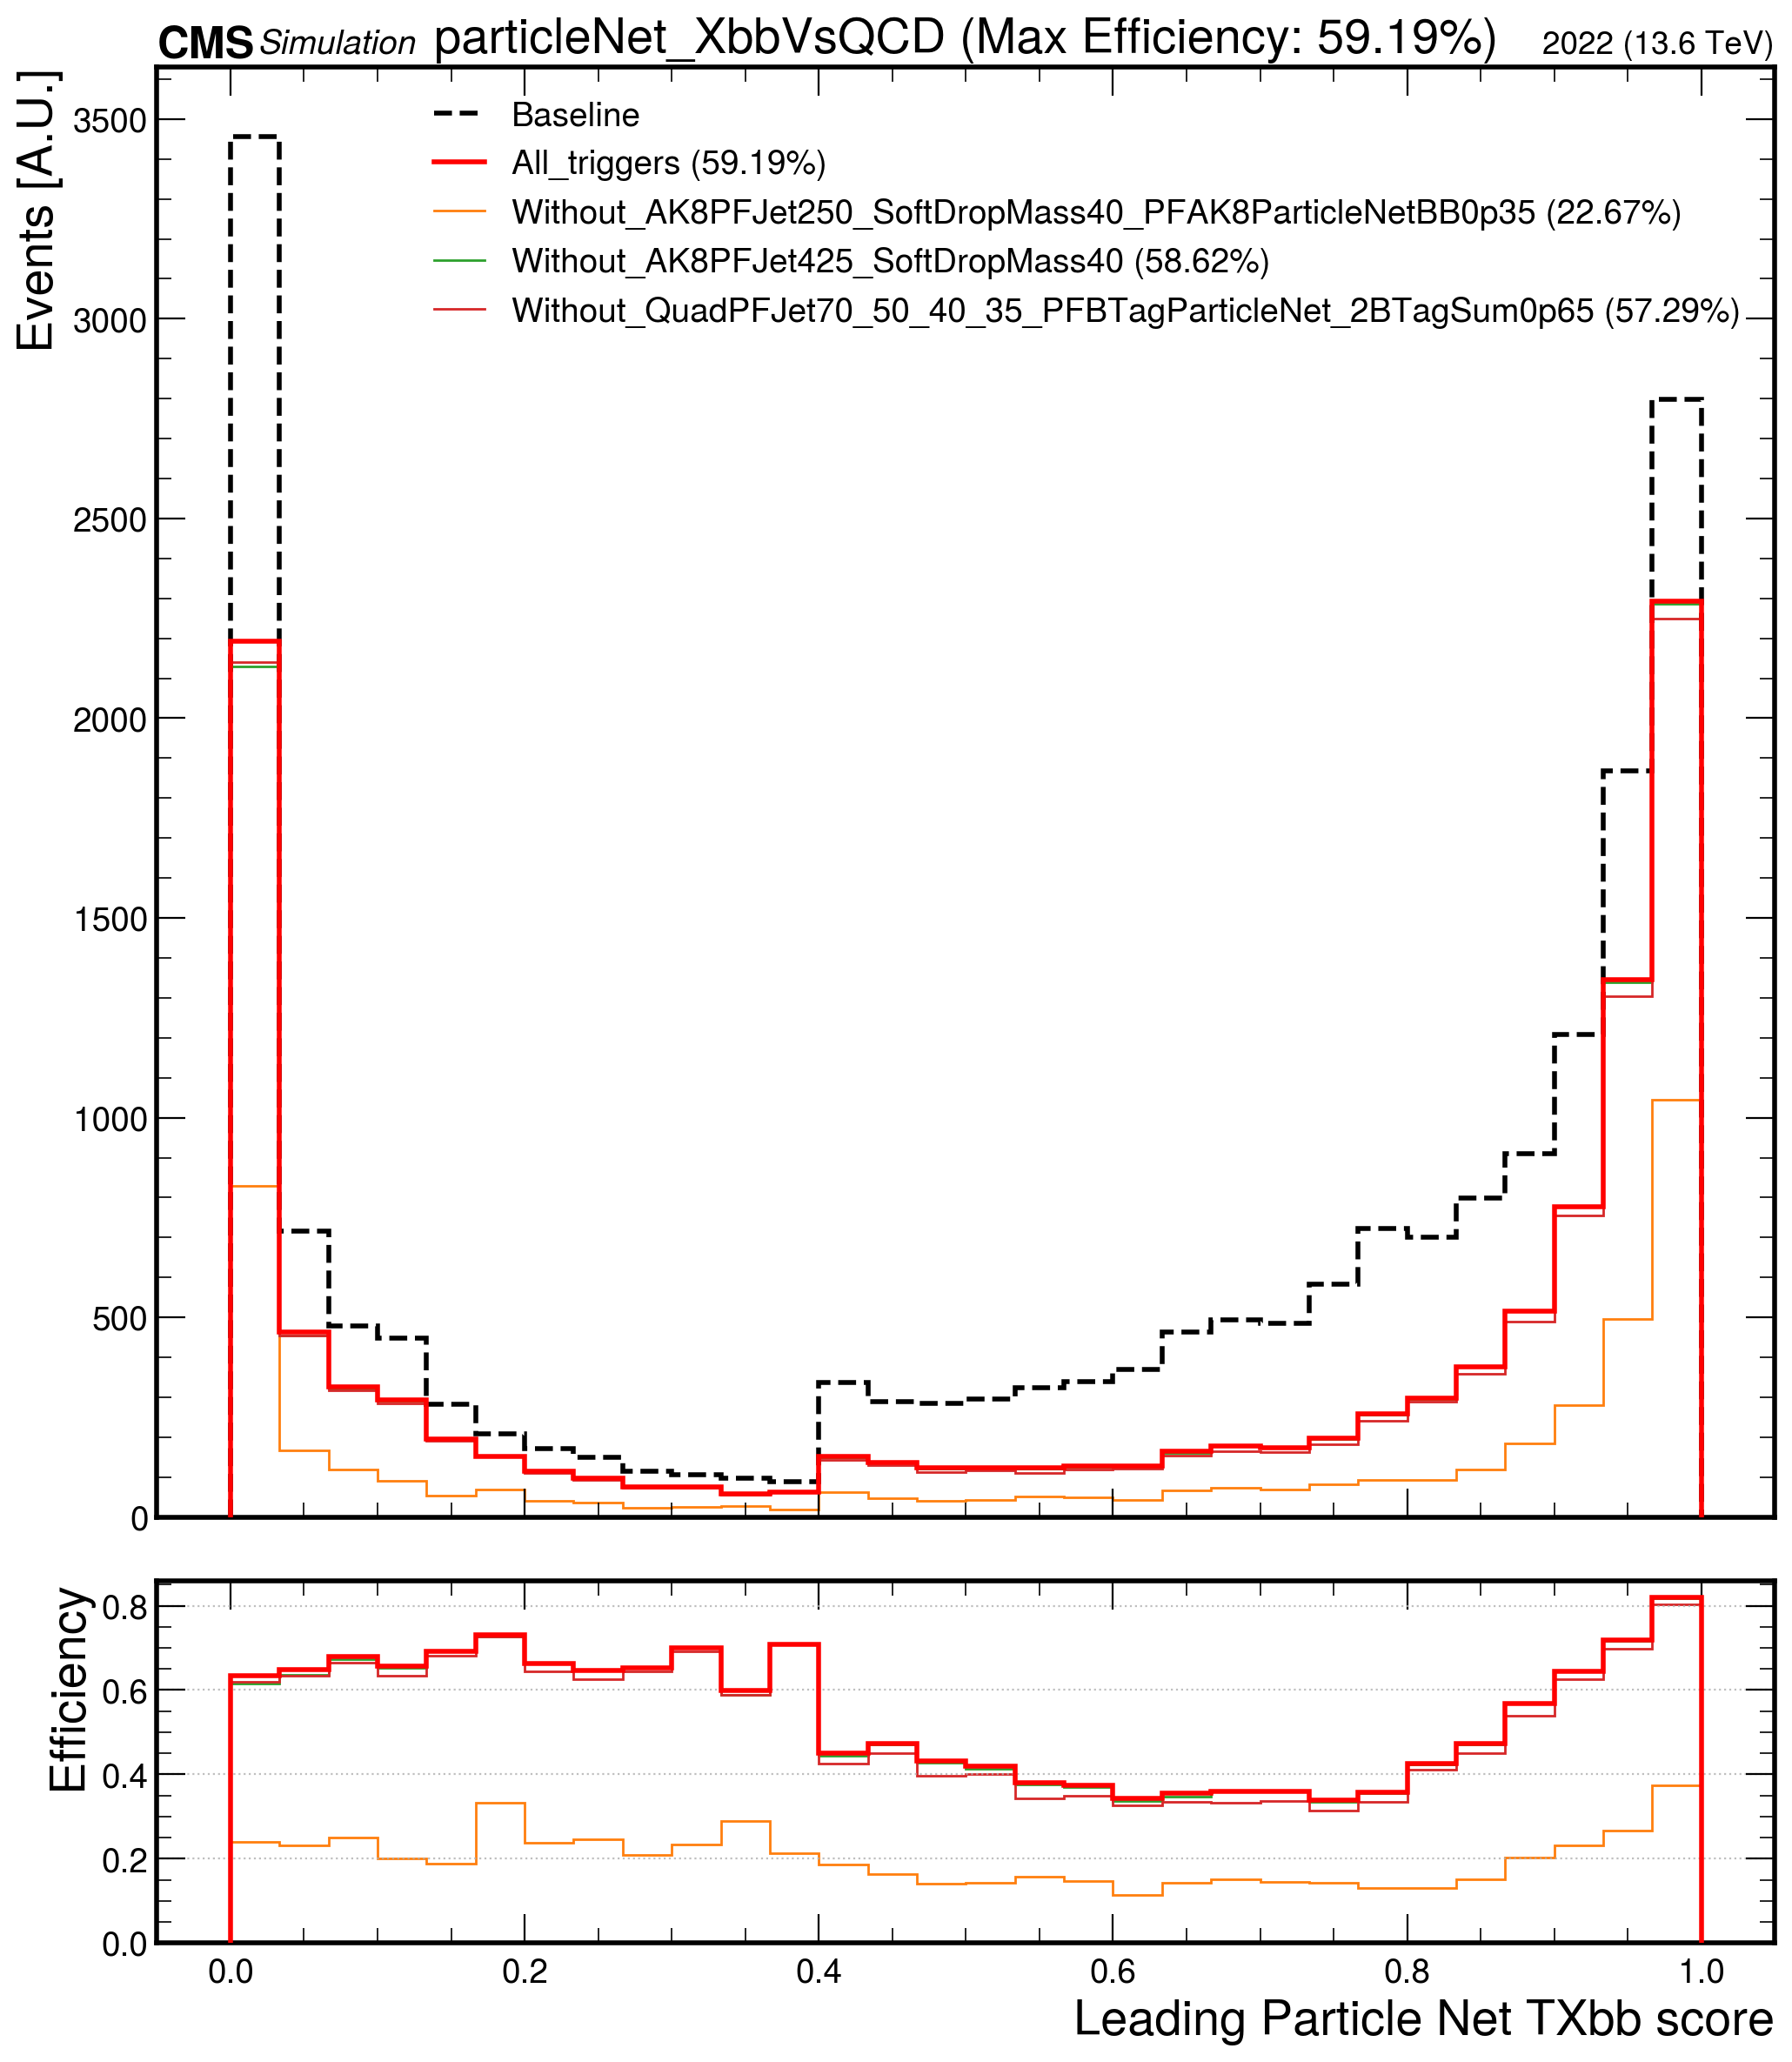 CMS Simulation particleNet_XbbVsQCD (Max Efficiency: 59.19%) 2022 (13.6 TeV)
Events [A.U.]
3500
3000
2500
2000
1500
1000
500
0
Baseline
All_triggers (59.19%)
Without_AK8PFJet250_SoftDropMass40_PFAK8ParticleNetBB0p35 (22.67%)
Without_AK8PFJet425_SoftDropMass40 (58.62%)
Without_QuadPFJet70_50_40_35_PFBTagParticleNet_2BTagSum0p65 (57.29%)
Efficiency
0.8
0.6
0.4
0.2
0.0
0.0 0.2 0.4 0.6 0.8 1.0
Leading Particle Net TXbb score